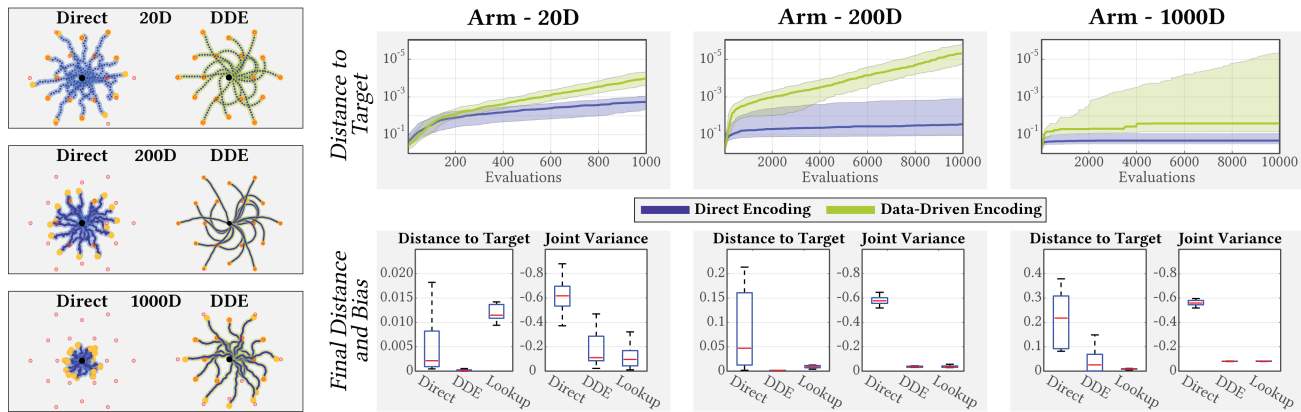 Direct 20D DDE
Direct 200D DDE
Direct 1000D DDE
Arm - 20D
Arm - 200D
Arm - 1000D
Distance to
Target
10⁻⁵
10⁻³
10⁻¹
200 400 600 800 1000
Evaluations
10⁻⁵
10⁻³
10⁻¹
2000 4000 6000 8000 10000
Evaluations
10⁻⁵
10⁻³
10⁻¹
2000 4000 6000 8000 10000
Evaluations
Direct Encoding Data-Driven Encoding
Final Distance
and Bias
Distance to Target
0.020
0.015
0.010
0.005
0
Direct DDE Lookup
Joint Variance
-0.8
-0.6
-0.4
-0.2
0
Direct DDE Lookup
Distance to Target
0.2
0.15
0.1
0.05
0
Direct DDE Lookup
Joint Variance
-0.8
-0.6
-0.4
-0.2
0
Direct DDE Lookup
Distance to Target
0.4
0.3
0.2
0.1
0
Direct DDE Lookup
Joint Variance
-0.8
-0.6
-0.4
-0.2
0
Direct DDE Lookup